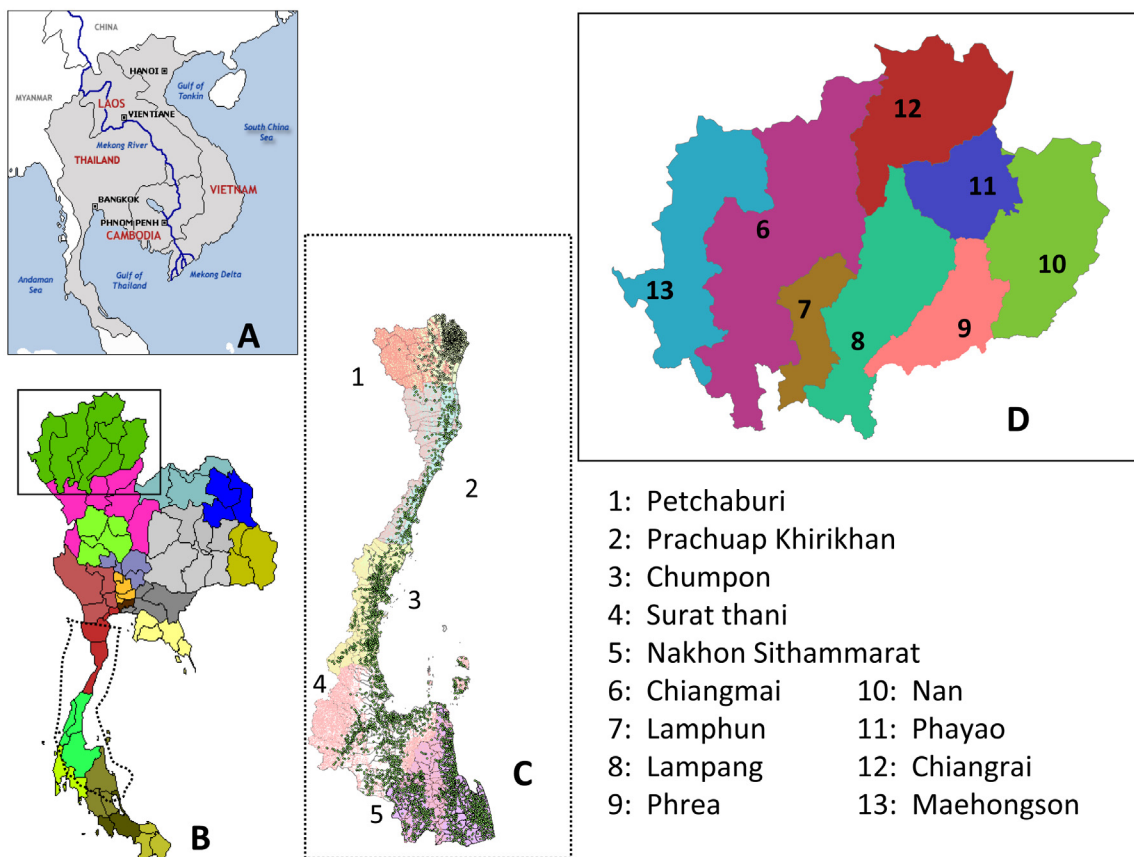 CHINA
HANOI
Gulf of
Tonkin
MYANMAR
LAOS
VIENTIANE
South China
Sea
Mekong River
THAILAND
VIETNAM
BANGKOK
PHNOM PENH
CAMBODIA
Andaman
Sea
Gulf of
Thailand
Mekong Delta
A
B
1
2
3
4
5
C
12
11
6
10
13
7
8
9
D
1: Petchaburi
2: Prachuap Khirikhan
3: Chumpon
4: Surat thani
5: Nakhon Sithammarat
6: Chiangmai 10: Nan
7: Lamphun 11: Phayao
8: Lampang 12: Chiangrai
9: Phrea 13: Maehongson